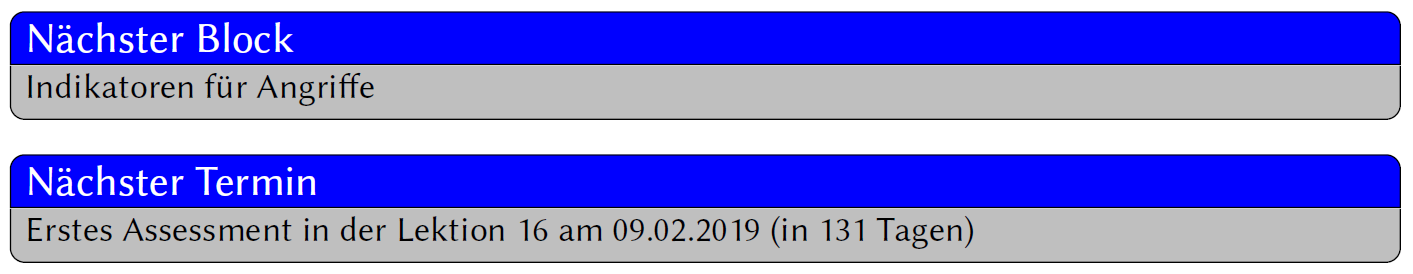 Nächster Block
Indikatoren für Angriffe
Nächster Termin
Erstes Assessment in der Lektion 16 am 09.02.2019 (in 131 Tagen)